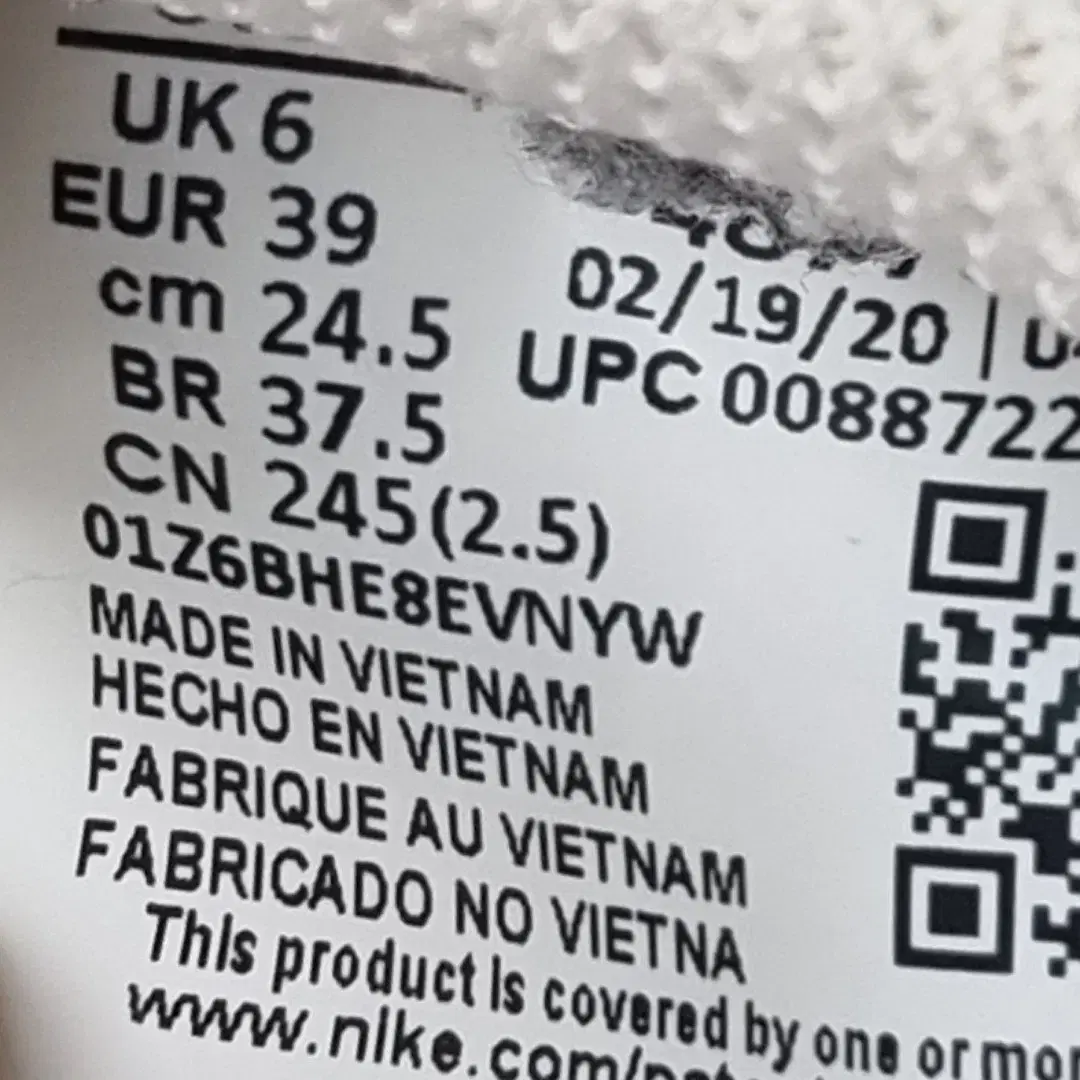 UK 6
EUR 39
cm 24.5
BR 37.5
CN 245(2.5)
02/19/20 |
UPC 0088722
01Z6BHE8EVNYW
MADE IN VIETNAM
HECHO EN VIETNAM
FABRIQUE AU VIETNAM
FABRICADO NO VIETNA
This product is covered by one or mor
www.nike.com/pate